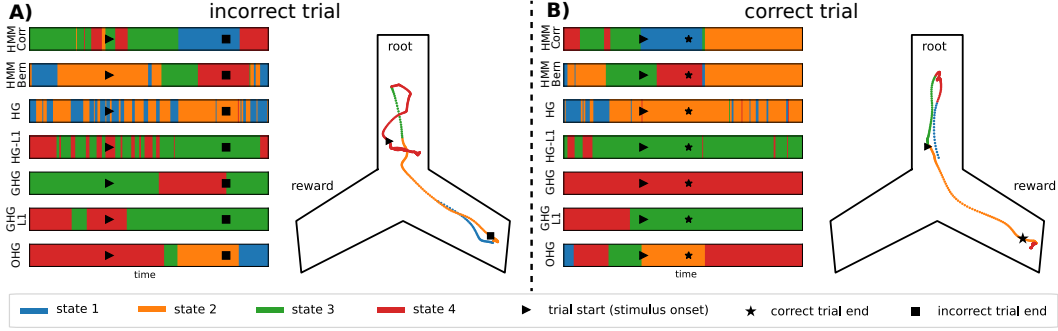 A)
incorrect trial
B)
correct trial
HMM
Corr
HMM
Bern
HG
HG-L1
GHG
GHG
L1
OHG
time
root
reward
HMM
Corr
HMM
Bern
HG
HG-L1
GHG
GHG
L1
OHG
time
root
reward
state 1
state 2
state 3
state 4
trial start (stimulus onset)
correct trial end
incorrect trial end